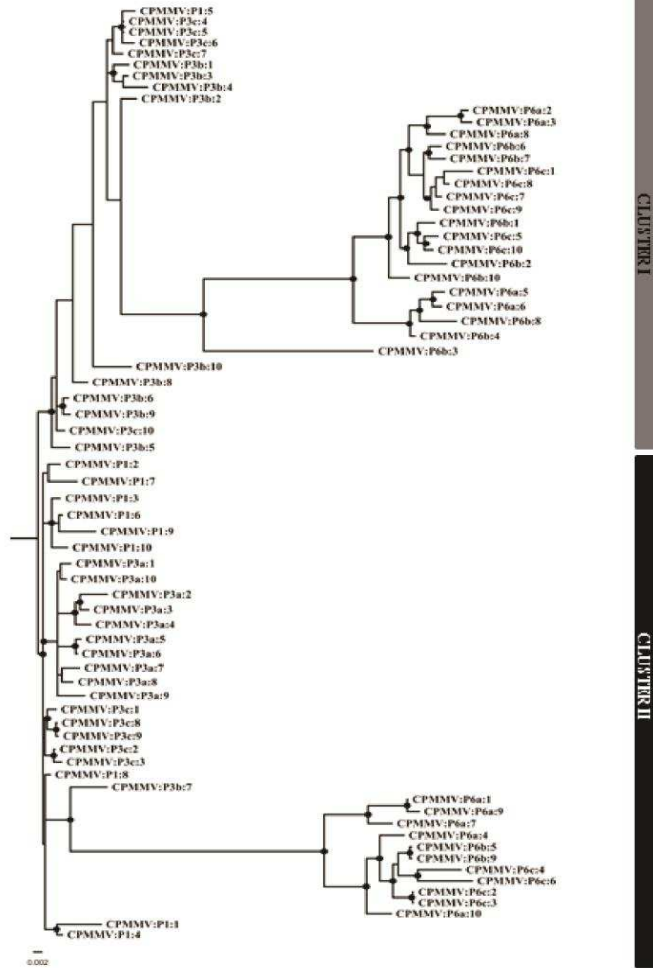 CPMMV:P1:5
CPMMV:P3c:4
CPMMV:P3c:5
CPMMV:P3c:6
CPMMV:P3c:7
CPMMV:P3b:1
CPMMV:P3b:3
CPMMV:P3b:4
CPMMV:P3b:2
CPMMV:P6a:2
CPMMV:P6a:3
CPMMV:P6a:8
CPMMV:P6b:6
CPMMV:P6b:7
CPMMV:P6c:1
CPMMV:P6c:8
CPMMV:P6c:7
CPMMV:P6c:9
CPMMV:P6b:1
CPMMV:P6c:5
CPMMV:P6c:10
CPMMV:P6b:2
CPMMV:P6b:10
CPMMV:P6a:5
CPMMV:P6a:6
CPMMV:P6b:8
CPMMV:P6b:4
CPMMV:P6b:3
CPMMV:P3b:10
CPMMV:P3b:8
CPMMV:P3b:6
CPMMV:P3b:9
CPMMV:P3c:10
CPMMV:P3b:5
CLUSTER I
CPMMV:P1:2
CPMMV:P1:7
CPMMV:P1:3
CPMMV:P1:6
CPMMV:P1:9
CPMMV:P1:10
CPMMV:P3a:1
CPMMV:P3a:10
CPMMV:P3a:2
CPMMV:P3a:3
CPMMV:P3a:4
CPMMV:P3a:5
CPMMV:P3a:6
CPMMV:P3a:7
CPMMV:P3a:8
CPMMV:P3a:9
CPMMV:P3c:1
CPMMV:P3c:8
CPMMV:P3c:9
CPMMV:P3c:2
CPMMV:P3c:3
CPMMV:P1:8
CPMMV:P3b:7
CPMMV:P6a:1
CPMMV:P6a:9
CPMMV:P6a:7
CPMMV:P6a:4
CPMMV:P6b:5
CPMMV:P6b:9
CPMMV:P6c:4
CPMMV:P6c:6
CPMMV:P6c:2
CPMMV:P6c:3
CPMMV:P6a:10
CPMMV:P1:1
CPMMV:P1:4
CLUSTER II
0.002